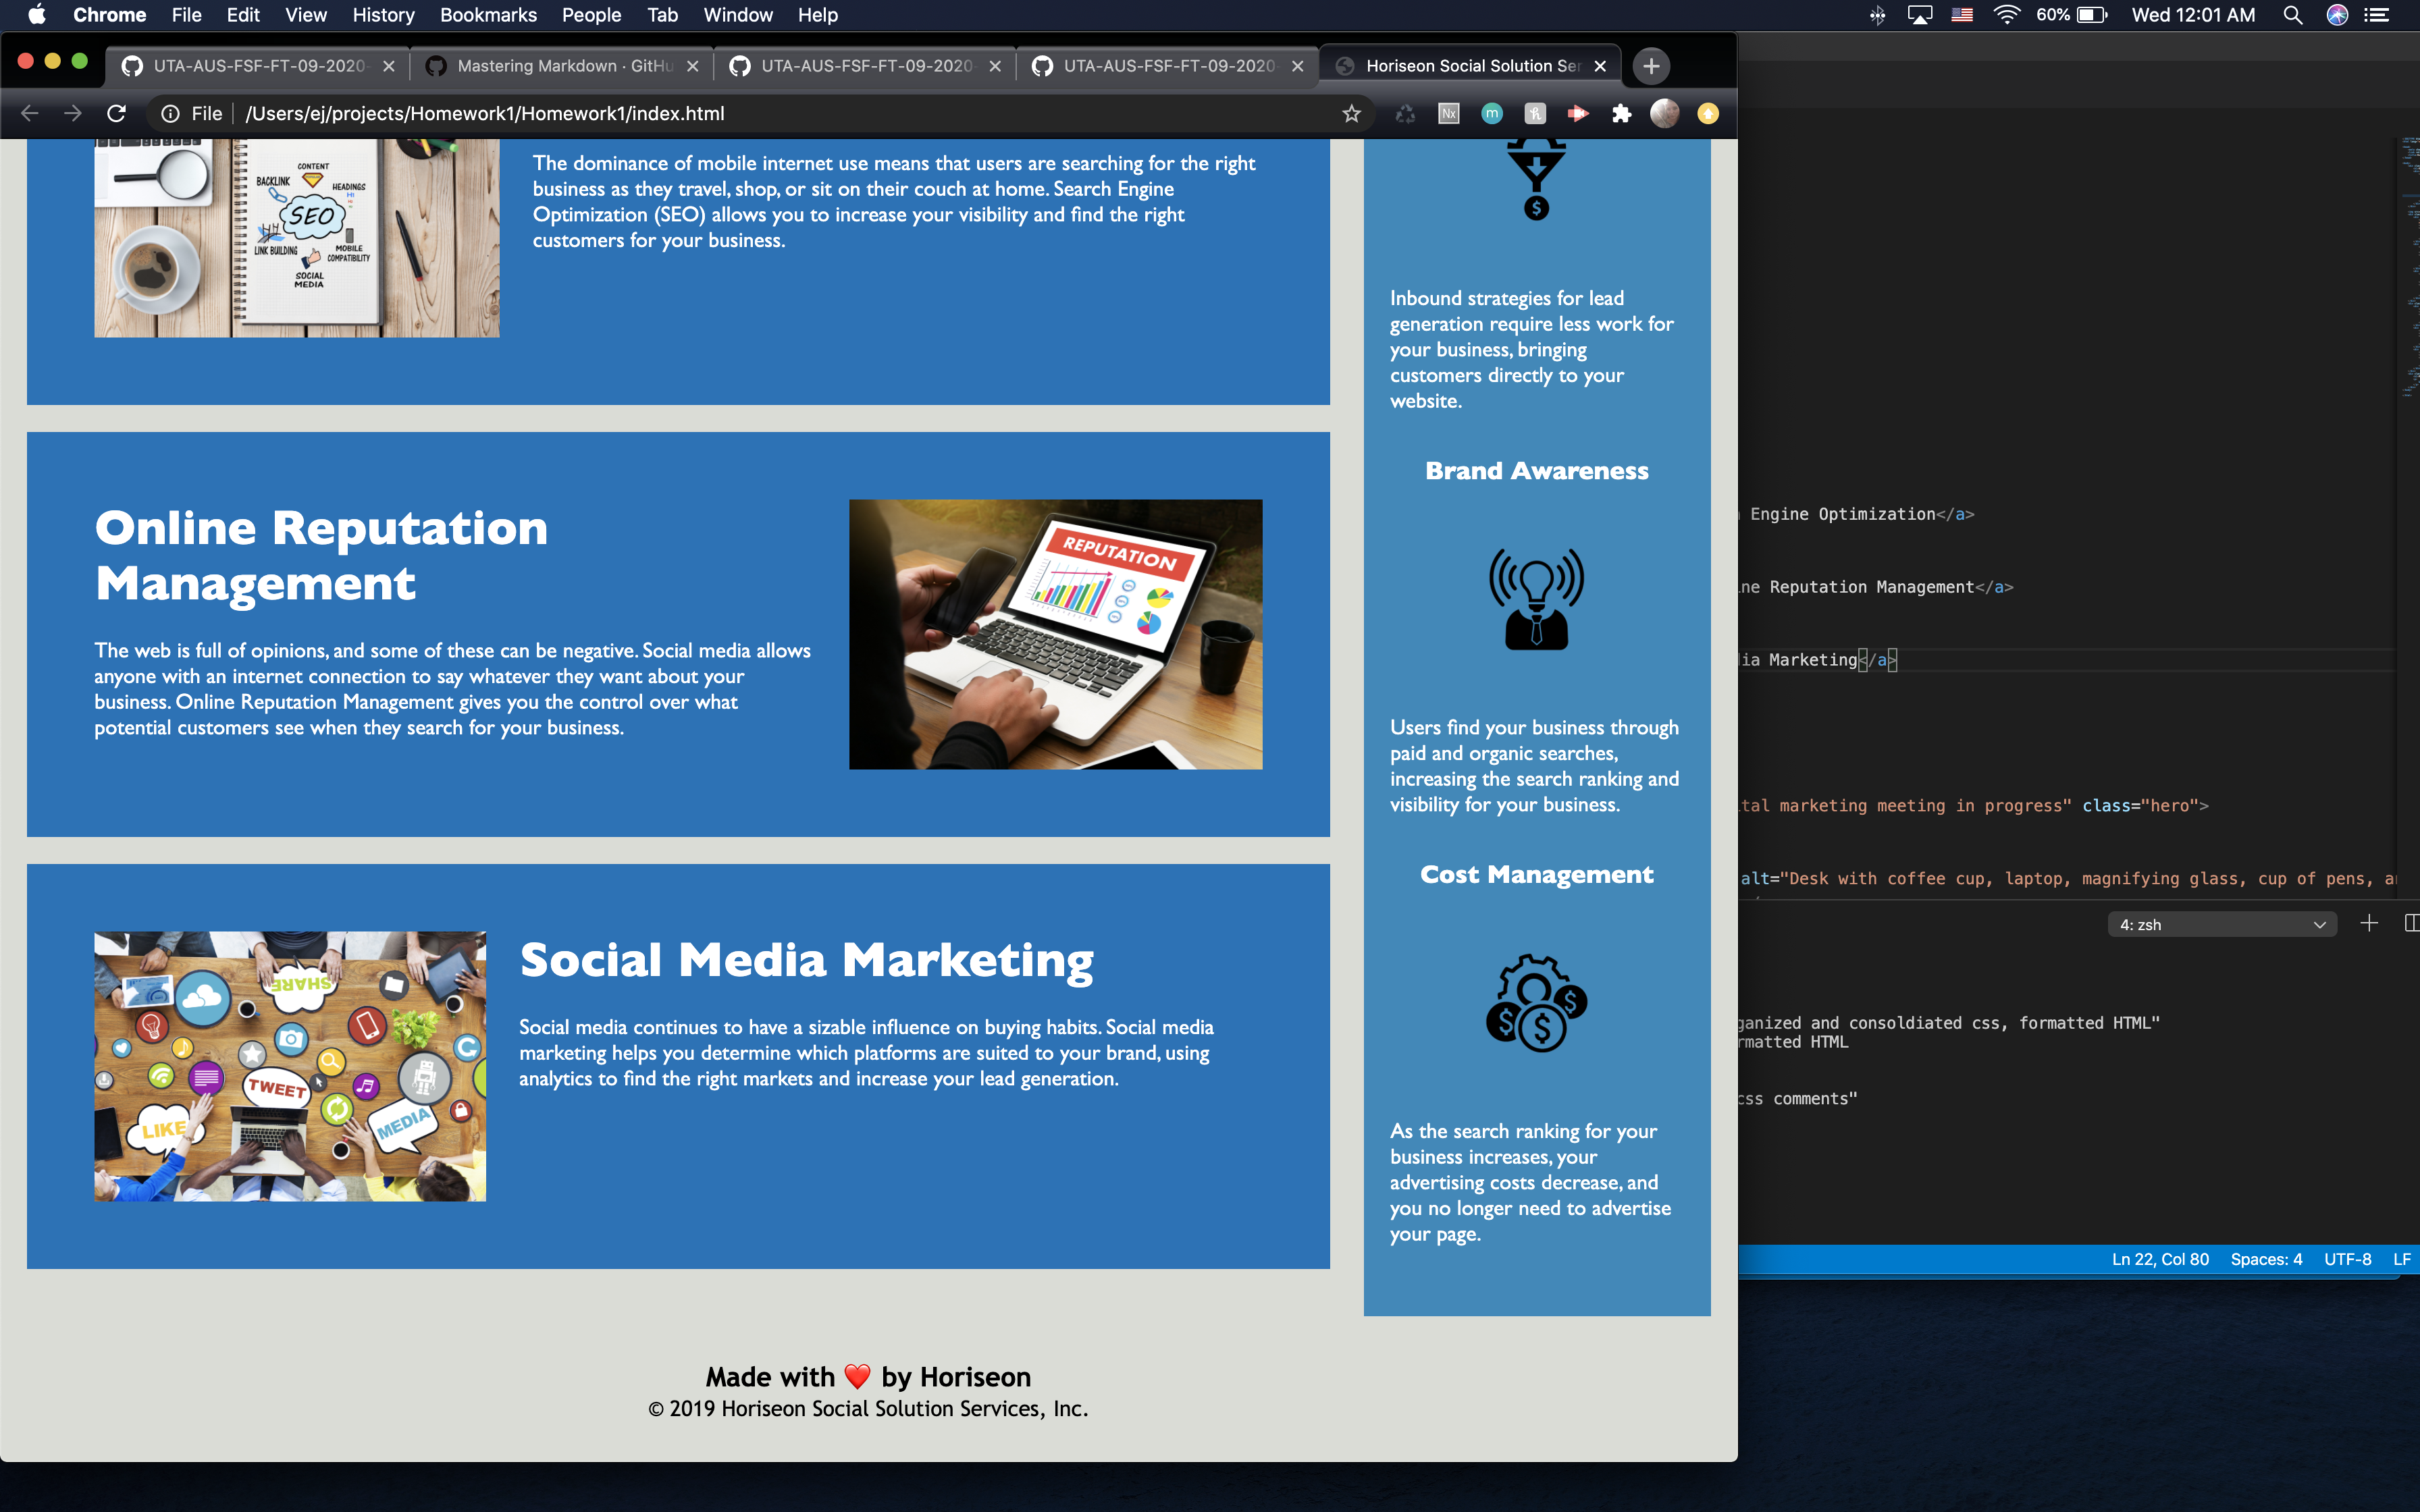 Chrome File Edit View History Bookmarks People Tab Window Help
60% Wed 12:01 AM
UTA-AUS-FSF-FT-09-2020-
Mastering Markdown · GitHu
UTA-AUS-FSF-FT-09-2020-
UTA-AUS-FSF-FT-09-2020-
Horiseon Social Solution Ser
File /Users/ej/projects/Homework1/Homework1/index.html
Nx m h
CONTENT
BACKLINK
HEADINGS
SEO
LINK BUILDING
MOBILE
COMPATIBILITY
SOCIAL
MEDIA
The dominance of mobile internet use means that users are searching for the right
business as they travel, shop, or sit on their couch at home. Search Engine
Optimization (SEO) allows you to increase your visibility and find the right
customers for your business.
Online Reputation
Management
The web is full of opinions, and some of these can be negative. Social media allows
anyone with an internet connection to say whatever they want about your
business. Online Reputation Management gives you the control over what
potential customers see when they search for your business.
REPUTATION
SHARE
TWEET
LIKE
MEDIA
Social Media Marketing
Social media continues to have a sizable influence on buying habits. Social media
marketing helps you determine which platforms are suited to your brand, using
analytics to find the right markets and increase your lead generation.
$
Inbound strategies for lead
generation require less work for
your business, bringing
customers directly to your
website.
Brand Awareness
Users find your business through
paid and organic searches,
increasing the search ranking and
visibility for your business.
Cost Management
$ $ $
As the search ranking for your
business increases, your
advertising costs decrease, and
you no longer need to advertise
your page.
Made with ❤️ by Horiseon
© 2019 Horiseon Social Solution Services, Inc.
Engine Optimization</a>
ne Reputation Management</a>
dia Marketing</a>
tal marketing meeting in progress" class="hero">
alt="Desk with coffee cup, laptop, magnifying glass, cup of pens, a
4: zsh
ganized and consoldiated css, formatted HTML"
rmatted HTML
css comments"
Ln 22, Col 80 Spaces: 4 UTF-8 LF